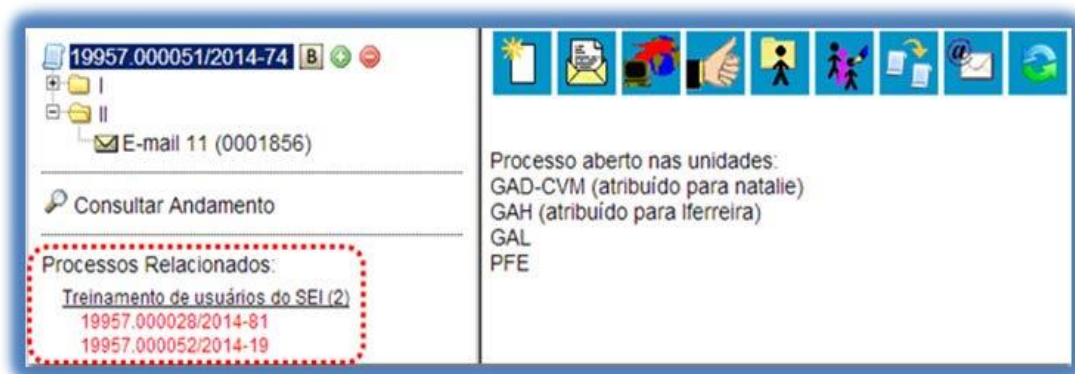 19957.000051/2014-74 B
I
II
E-mail 11 (0001856)
Consultar Andamento
Processos Relacionados:
Treinamento de usuários do SEI (2)
19957.000028/2014-81
19957.000052/2014-19
@
Processo aberto nas unidades:
GAD-CVM (atribuído para natalie)
GAH (atribuído para lferreira)
GAL
PFE